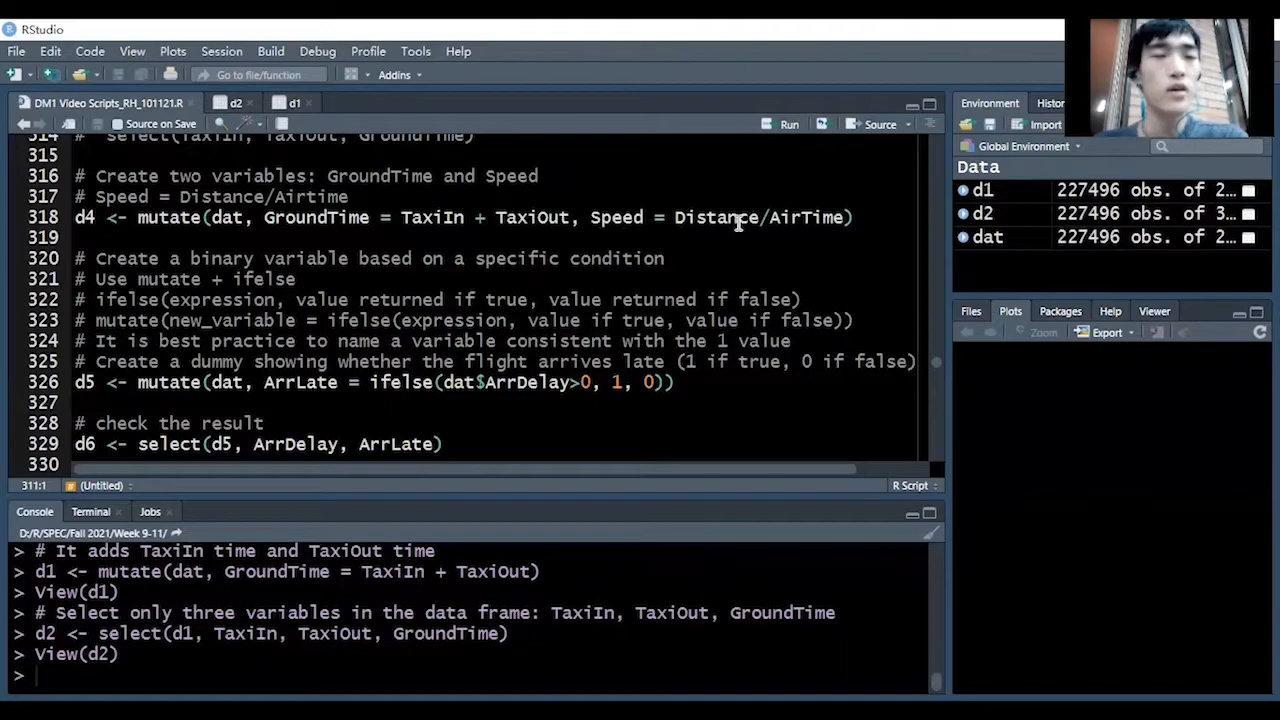 RStudio
File Edit Code View Plots Session Build Debug Profile Tools Help
Go to file/function Addins
DM1 Video Scripts_RH_101121.R d2 d1
Source on Save Run Source
314 # select(TaxiIn, TaxiOut, GroundTime)
315
316 # Create two variables: GroundTime and Speed
317 # Speed = Distance/Airtime
318 d4 <- mutate(dat, GroundTime = TaxiIn + TaxiOut, Speed = Distance/AirTime)
319
320 # Create a binary variable based on a specific condition
321 # Use mutate + ifelse
322 # ifelse(expression, value returned if true, value returned if false)
323 # mutate(new_variable = ifelse(expression, value if true, value if false))
324 # It is best practice to name a variable consistent with the 1 value
325 # Create a dummy showing whether the flight arrives late (1 if true, 0 if false)
326 d5 <- mutate(dat, ArrLate = ifelse(dat$ArrDelay>0, 1, 0))
327
328 # check the result
329 d6 <- select(d5, ArrDelay, ArrLate)
330
311:1 (Untitled) R Script
Console Terminal Jobs
D:/R/SPEC/Fall 2021/Week 9-11/
> # It adds TaxiIn time and TaxiOut time
> d1 <- mutate(dat, GroundTime = TaxiIn + TaxiOut)
> View(d1)
> # Select only three variables in the data frame: TaxiIn, TaxiOut, GroundTime
> d2 <- select(d1, TaxiIn, TaxiOut, GroundTime)
> View(d2)
>
Environment Histor
Import
Global Environment
Data
d1 227496 obs. of 2…
d2 227496 obs. of 3…
dat 227496 obs. of 2…
Files Plots Packages Help Viewer
Zoom Export